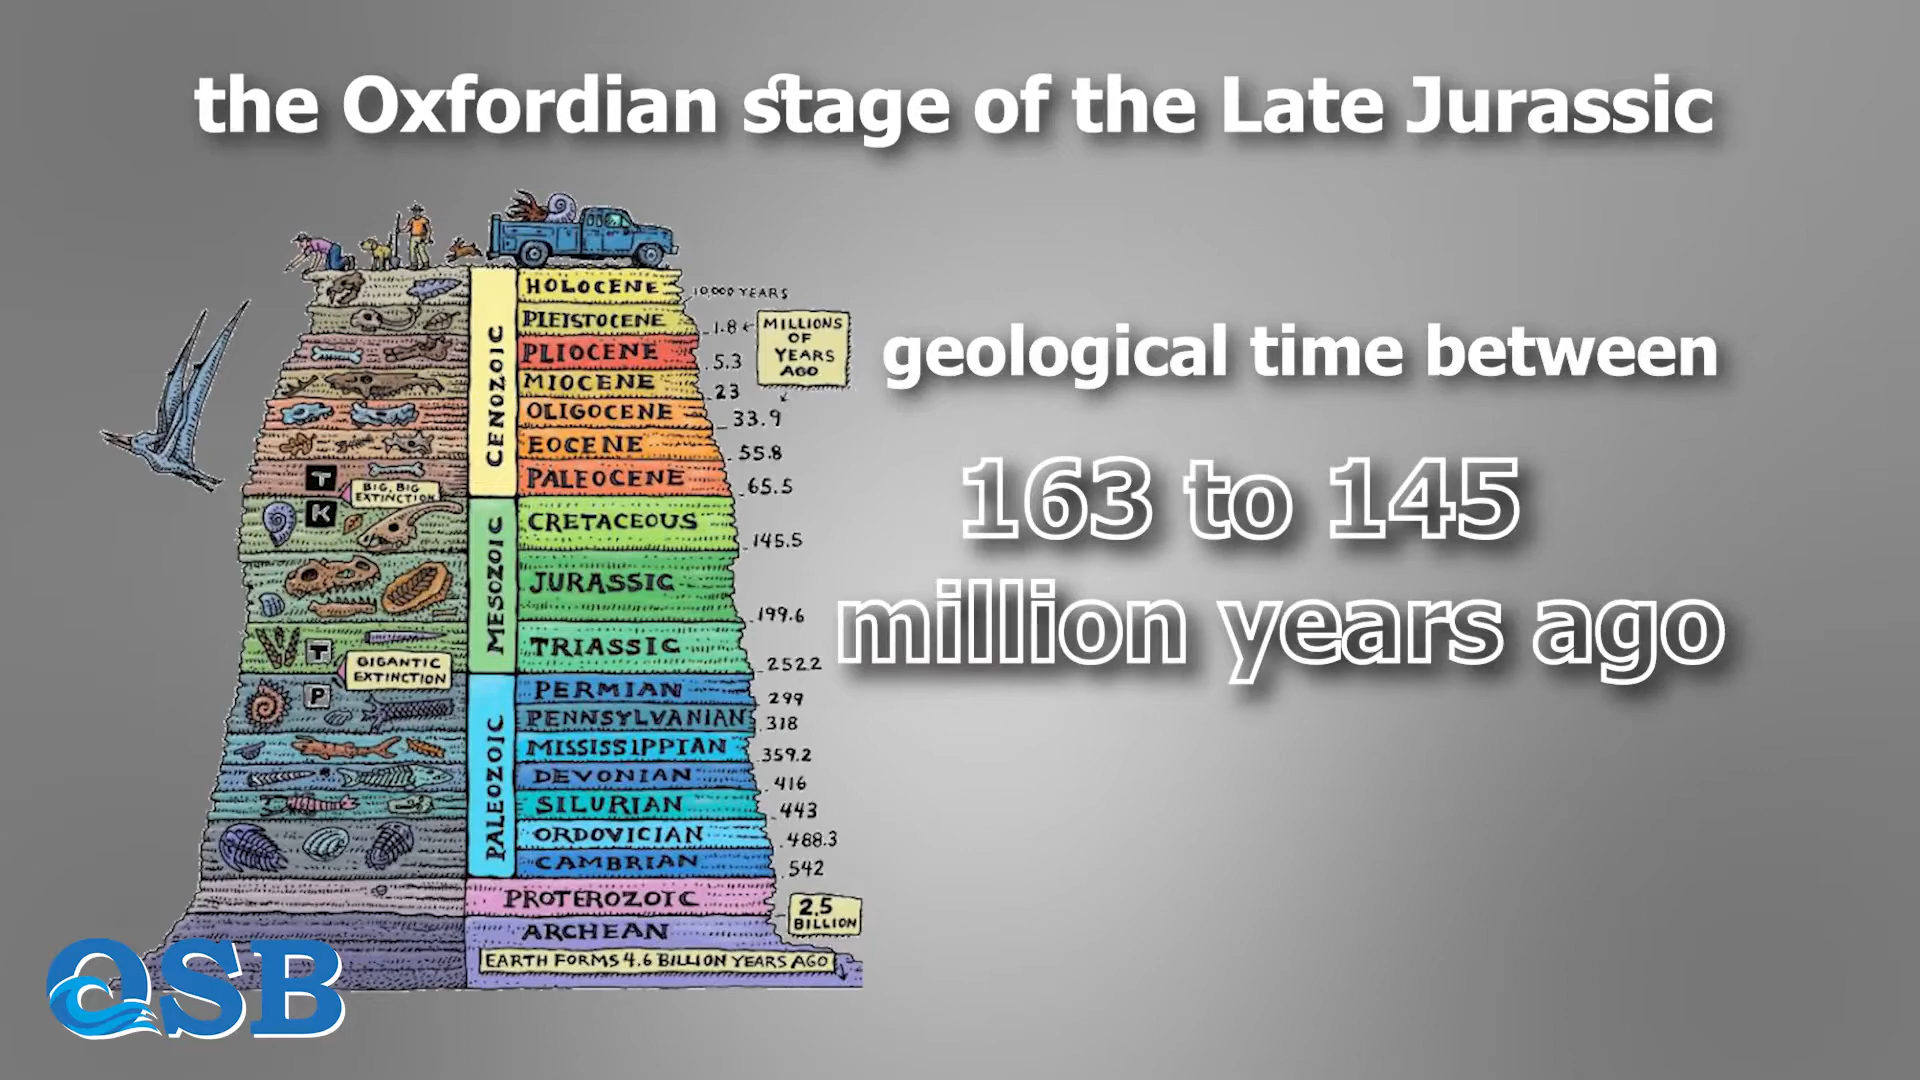 the Oxfordian stage of the Late Jurassic
geological time between
163 to 145
million years ago
HOLOCENE
10,000 YEARS
PLEISTOCENE
1.8
MILLIONS
OF
YEARS
AGO
PLIOCENE
5.3
MIOCENE
23
OLIGOCENE
33.9
EOCENE
55.8
PALEOCENE
65.5
CENOZOIC
T
BIG, BIG
EXTINCTION
K
CRETACEOUS
145.5
JURASSIC
199.6
TRIASSIC
252.2
MESOZOIC
T
GIGANTIC
EXTINCTION
P
PERMIAN
299
PENNSYLVANIAN
318
MISSISSIPPIAN
359.2
DEVONIAN
416
SILURIAN
443
ORDOVICIAN
488.3
CAMBRIAN
542
PALEOZOIC
PROTEROZOIC
2.5
BILLION
ARCHEAN
EARTH FORMS 4.6 BILLION YEARS AGO
QSB